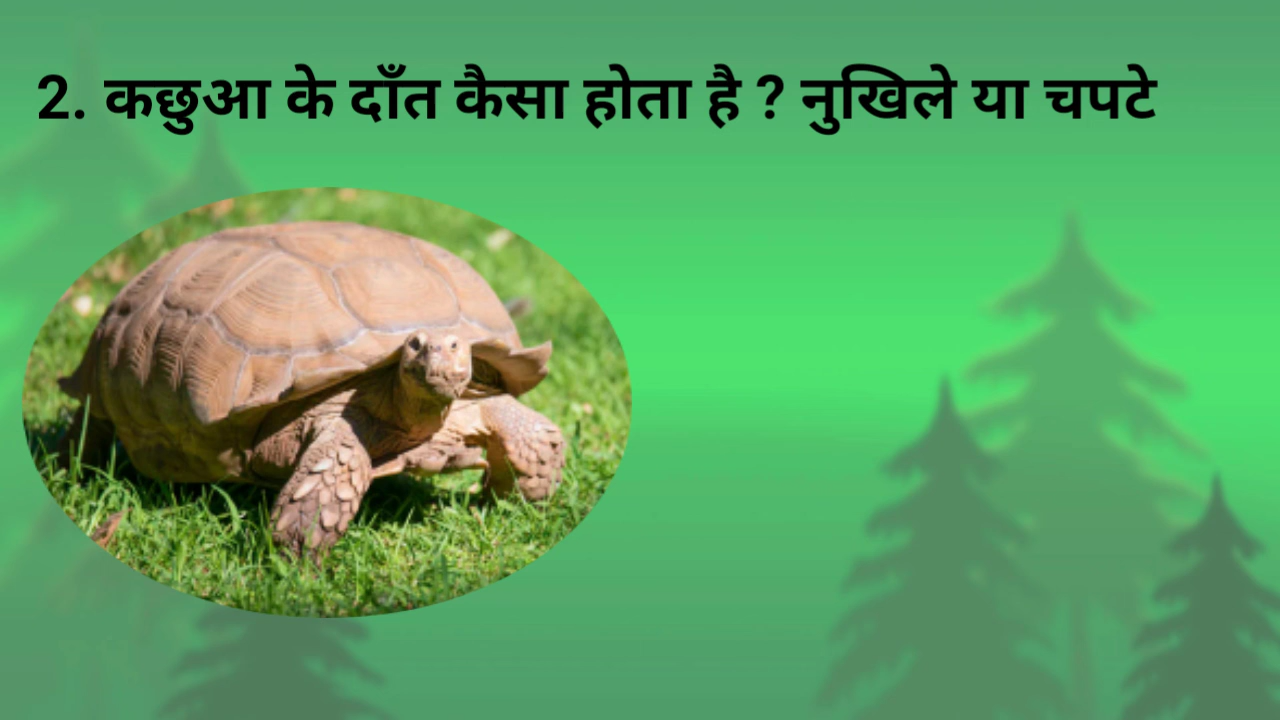 2. कछुआ के दाँत कैसा होता है ? नुखिले या चपटे